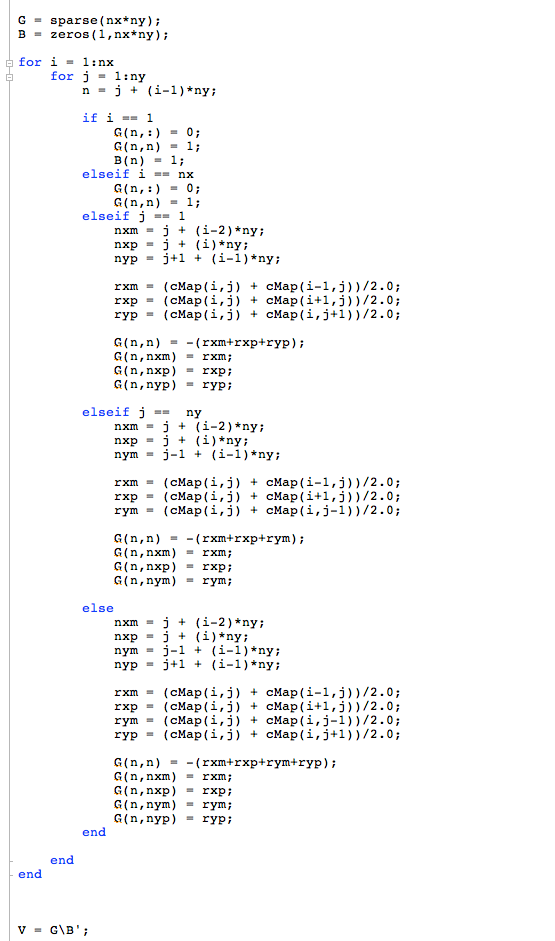 G = sparse(nx*ny);
B = zeros(1,nx*ny);
for i = 1:nx
for j = 1:ny
n = j + (i-1)*ny;
if i == 1
G(n,:) = 0;
G(n,n) = 1;
B(n) = 1;
elseif i == nx
G(n,:) = 0;
G(n,n) = 1;
elseif j == 1
nxm = j + (i-2)*ny;
nxp = j + (i)*ny;
nyp = j+1 + (i-1)*ny;
rxm = (cMap(i,j) + cMap(i-1,j))/2.0;
rxp = (cMap(i,j) + cMap(i+1,j))/2.0;
ryp = (cMap(i,j) + cMap(i,j+1))/2.0;
G(n,n) = -(rxm+rxp+ryp);
G(n,nxm) = rxm;
G(n,nxp) = rxp;
G(n,nyp) = ryp;
elseif j ==  ny
nxm = j + (i-2)*ny;
nxp = j + (i)*ny;
nym = j-1 + (i-1)*ny;
rxm = (cMap(i,j) + cMap(i-1,j))/2.0;
rxp = (cMap(i,j) + cMap(i+1,j))/2.0;
rym = (cMap(i,j) + cMap(i,j-1))/2.0;
G(n,n) = -(rxm+rxp+rym);
G(n,nxm) = rxm;
G(n,nxp) = rxp;
G(n,nym) = rym;
else
nxm = j + (i-2)*ny;
nxp = j + (i)*ny;
nym = j-1 + (i-1)*ny;
nyp = j+1 + (i-1)*ny;
rxm = (cMap(i,j) + cMap(i-1,j))/2.0;
rxp = (cMap(i,j) + cMap(i+1,j))/2.0;
rym = (cMap(i,j) + cMap(i,j-1))/2.0;
ryp = (cMap(i,j) + cMap(i,j+1))/2.0;
G(n,n) = -(rxm+rxp+rym+ryp);
G(n,nxm) = rxm;
G(n,nxp) = rxp;
G(n,nym) = rym;
G(n,nyp) = ryp;
end
end
end
V = G\B';